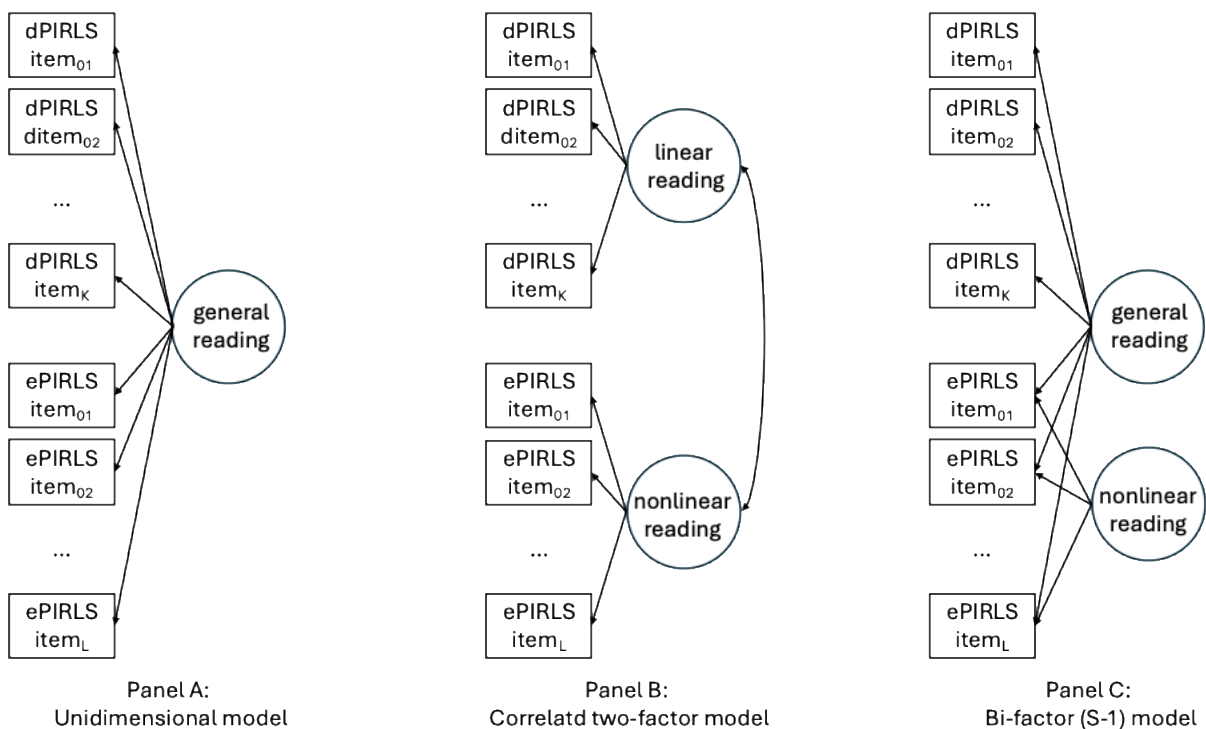 dPIRLS
item01
dPIRLS
ditem02
...
dPIRLS
itemK
general
reading
ePIRLS
item01
ePIRLS
item02
...
ePIRLS
itemL
Panel A:
Unidimensional model
dPIRLS
item01
dPIRLS
ditem02
linear
reading
...
dPIRLS
itemK
ePIRLS
item01
ePIRLS
item02
nonlinear
reading
...
ePIRLS
itemL
Panel B:
Correlatd two-factor model
dPIRLS
item01
dPIRLS
item02
...
dPIRLS
itemK
general
reading
ePIRLS
item01
ePIRLS
item02
nonlinear
reading
...
ePIRLS
itemL
Panel C:
Bi-factor (S-1) model